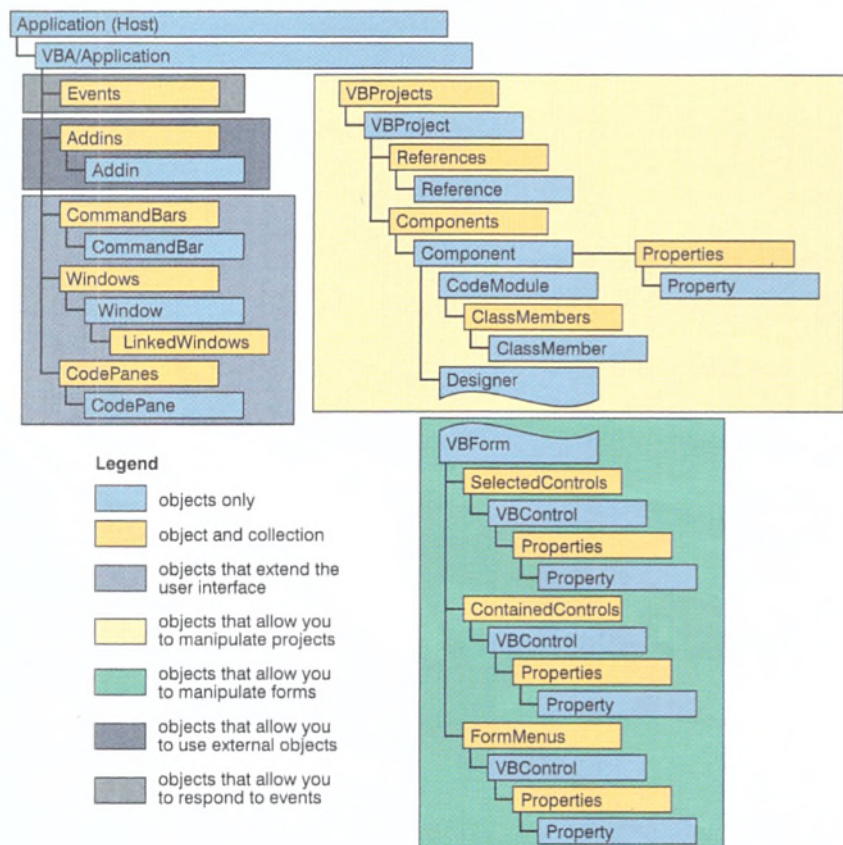 Application (Host)
VBA/Application
Events
Addins
Addin
CommandBars
CommandBar
Windows
Window
LinkedWindows
CodePanes
CodePane
VBProjects
VBProject
References
Reference
Components
Component
Properties
Property
CodeModule
ClassMembers
ClassMember
Designer
VBForm
SelectedControls
VBControl
Properties
Property
ContainedControls
VBControl
Properties
Property
FormMenus
VBControl
Properties
Property
Legend
objects only
object and collection
objects that extend the
user interface
objects that allow you
to manipulate projects
objects that allow you
to manipulate forms
objects that allow you
to use external objects
objects that allow you
to respond to events